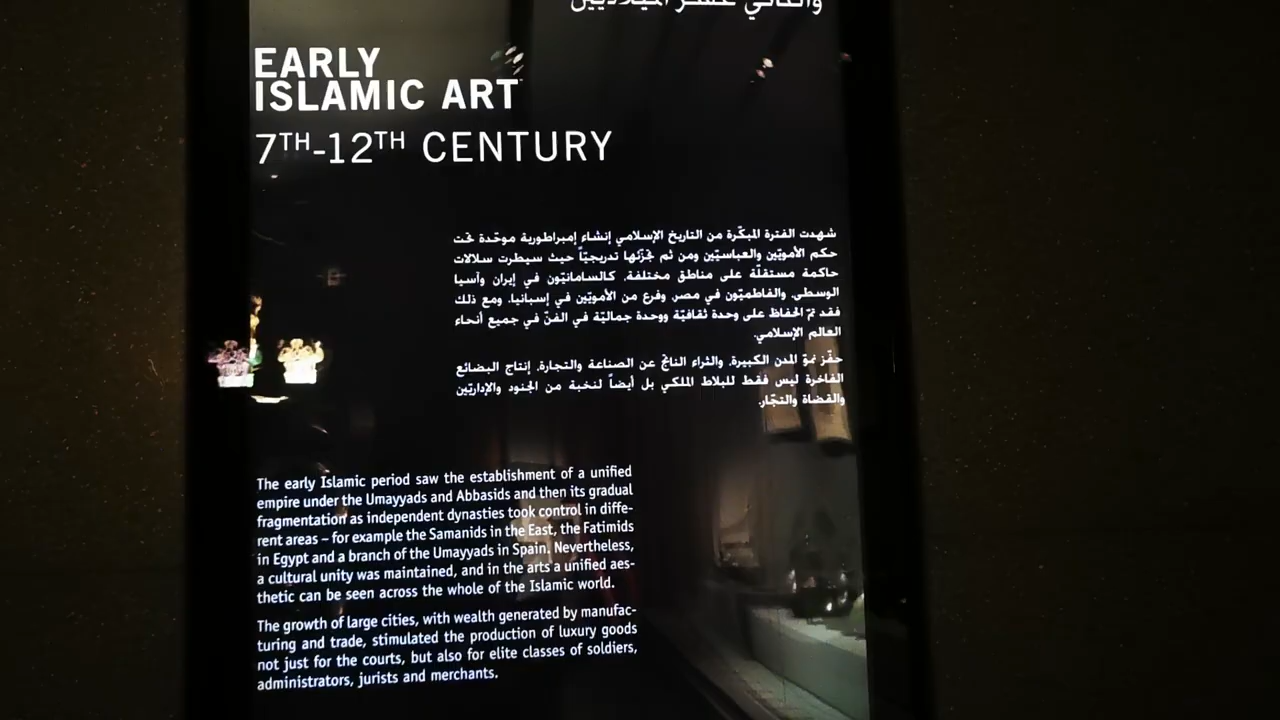 والثاني عشر الميلاديين
EARLY
ISLAMIC ART
7TH-12TH CENTURY
شهدت الفترة المبكّرة من التاريخ الإسلامي إنشاء إمبراطورية موحّدة تحت
حكم الأمويّين والعباسيّين ومن ثم تجزّئها تدريجيّاً حيث سيطرت سلالات
حاكمة مستقلّة على مناطق مختلفة، كالسامانيّون في إيران وآسيا
الوسطى، والفاطميّون في مصر، وفرع من الأمويّين في إسبانيا. ومع ذلك
فقد تمّ الحفاظ على وحدة ثقافيّة ووحدة جماليّة في الفنّ في جميع أنحاء
العالم الإسلامي.
حفّز نموّ المدن الكبيرة، والثراء الناتج عن الصناعة والتجارة، إنتاج البضائع
الفاخرة ليس فقط للبلاط الملكي بل أيضاً لنخبة من الجنود والإداريّين
والقضاة والتجّار.
The early Islamic period saw the establishment of a unified
empire under the Umayyads and Abbasids and then its gradual
fragmentation as independent dynasties took control in diffe-
rent areas – for example the Samanids in the East, the Fatimids
in Egypt and a branch of the Umayyads in Spain. Nevertheless,
a cultural unity was maintained, and in the arts a unified aes-
thetic can be seen across the whole of the Islamic world.
The growth of large cities, with wealth generated by manufac-
turing and trade, stimulated the production of luxury goods
not just for the courts, but also for elite classes of soldiers,
administrators, jurists and merchants.